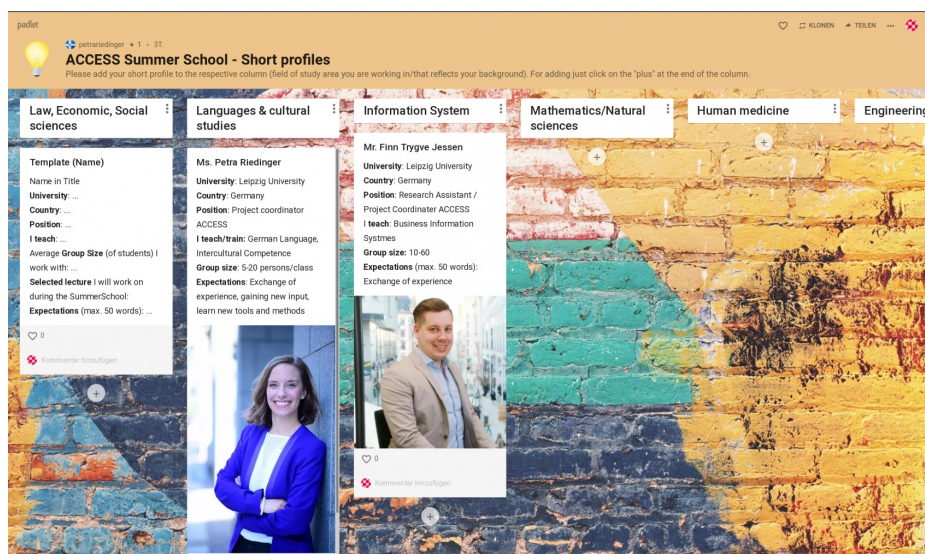 padlet
KLONEN
TEILEN
petrariedinger + 1 • 3T.
ACCESS Summer School - Short profiles
Please add your short profile to the respective column (field of study area you are working in/that reflects your background). For adding just click on the "plus" at the end of the column.
Law, Economic, Social
sciences
Template (Name)
Name in Title
University: ...
Country: ...
Position: ...
I teach: ...
Average Group Size (of students) I
work with: ...
Selected lecture I will work on
during the SummerSchool:
Expectations (max. 50 words): ...
0
Kommentar hinzufügen
Languages & cultural
studies
Ms. Petra Riedinger
University: Leipzig University
Country: Germany
Position: Project coordinator
ACCESS
I teach/train: German Language,
Intercultural Competence
Group size: 5-20 persons/class
Expectations: Exchange of
experience, gaining new input,
learn new tools and methods
Information System
Mr. Finn Trygve Jessen
University: Leipzig University
Country: Germany
Position: Research Assistant /
Project Coordinater ACCESS
I teach: Business Information
Systmes
Group size: 10-60
Expectations (max. 50 words):
Exchange of experience
0
Kommentar hinzufügen
Mathematics/Natural
sciences
Human medicine
Engineering